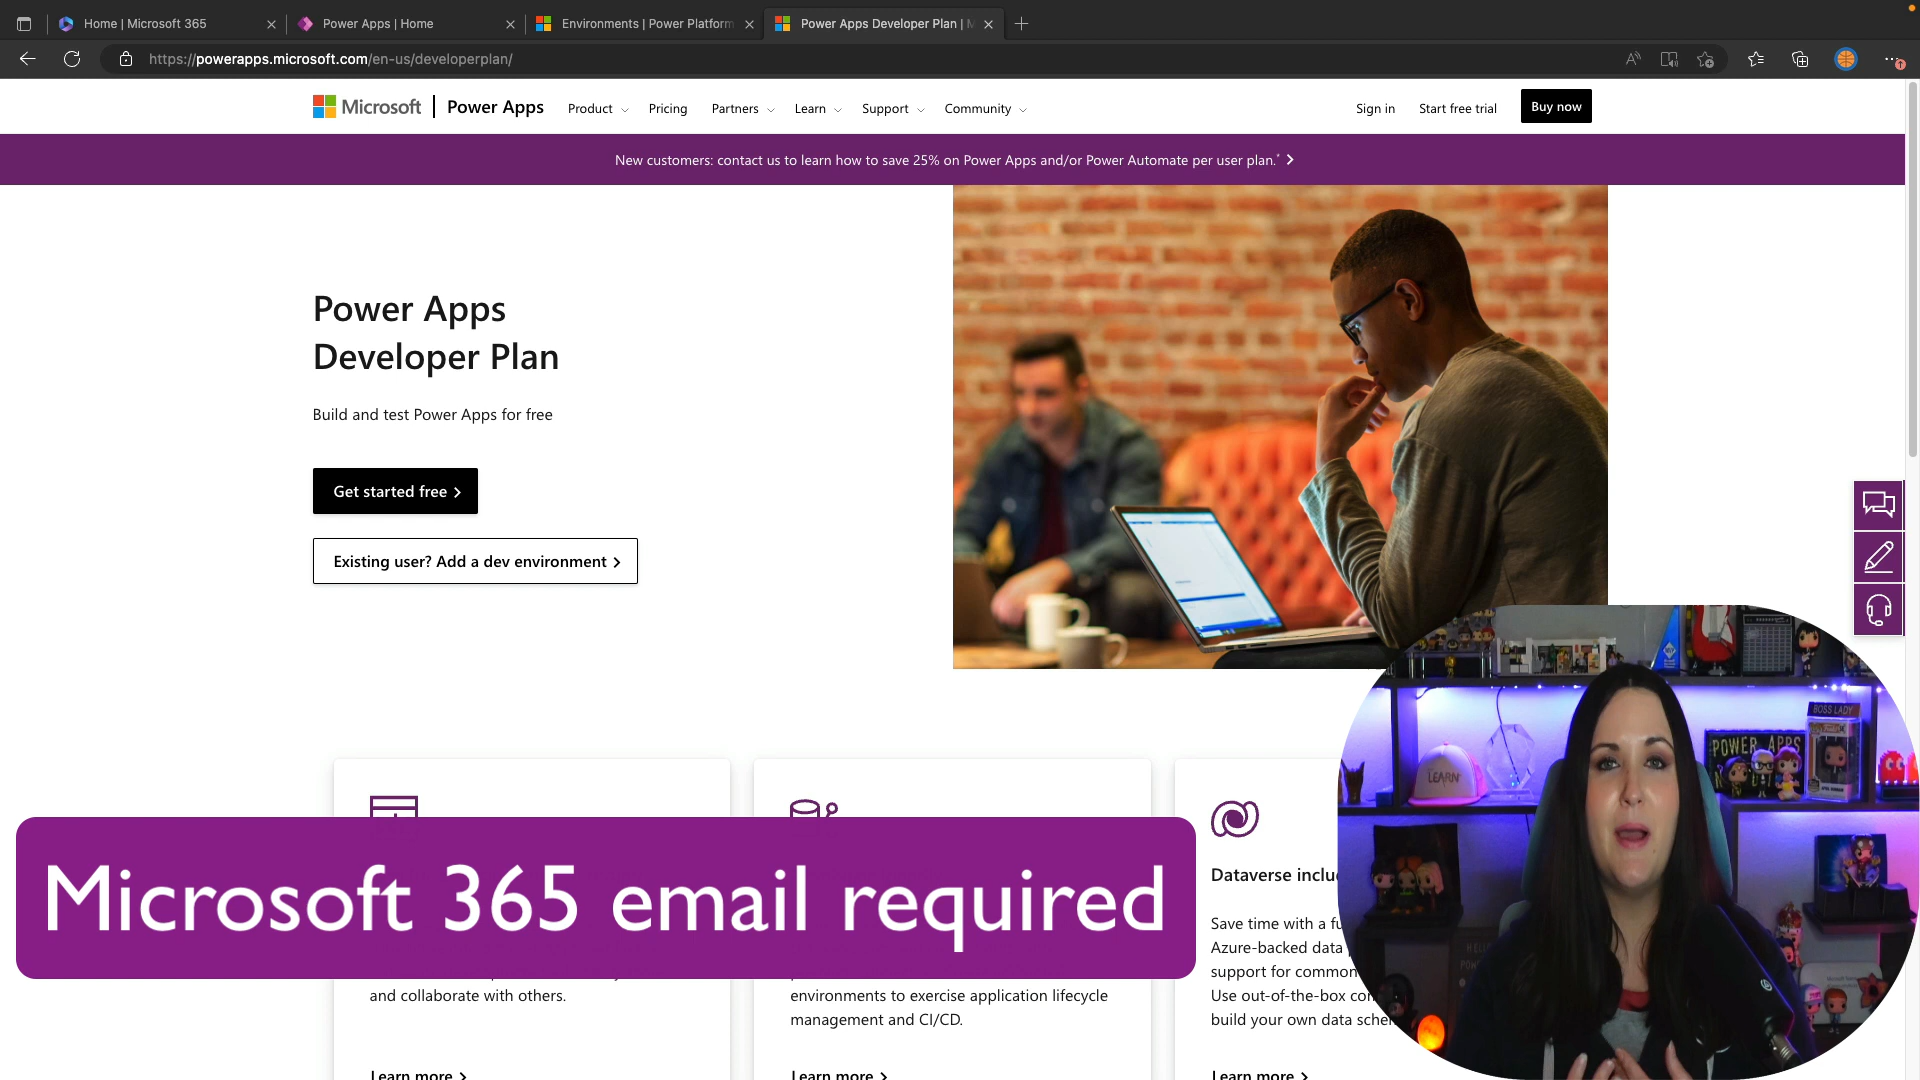 Home | Microsoft 365
Power Apps | Home
Environments | Power Platform
Power Apps Developer Plan | M
https://powerapps.microsoft.com/en-us/developerplan/
Microsoft | Power Apps
Product
Pricing
Partners
Learn
Support
Community
Sign in
Start free trial
Buy now
New customers: contact us to learn how to save 25% on Power Apps and/or Power Automate per user plan.*
Power Apps
Developer Plan
Build and test Power Apps for free
Get started free
Existing user? Add a dev environment
Microsoft 365 email required
and collaborate with others.
Learn more
environments to exercise application lifecycle
management and CI/CD.
Learn more
Dataverse inclu
Save time with a fu
Azure-backed data
support for common
Use out-of-the-box con
build your own data sche
Learn more
BOSS LADY
POWER APPS
LEARN